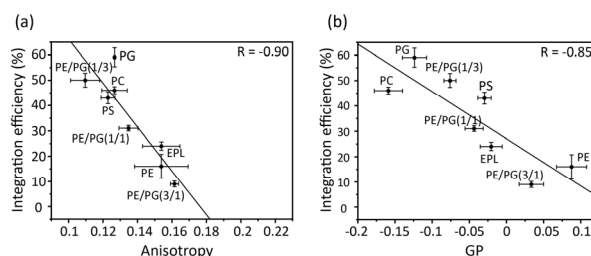 (a)
R = -0.90
Integration efficiency (%)
60
50
40
30
20
10
0
PG
PE/PG(1/3)
PC
PS
PE/PG(1/1)
EPL
PE
PE/PG(3/1)
0.1 0.12 0.14 0.16 0.18 0.2 0.22
Anisotropy
(b)
R = -0.85
Integration efficiency (%)
60
50
40
30
20
10
0
PG
PE/PG(1/3)
PC
PS
PE/PG(1/1)
EPL
PE
PE/PG(3/1)
-0.2 -0.15 -0.1 -0.05 0 0.05 0.1
GP